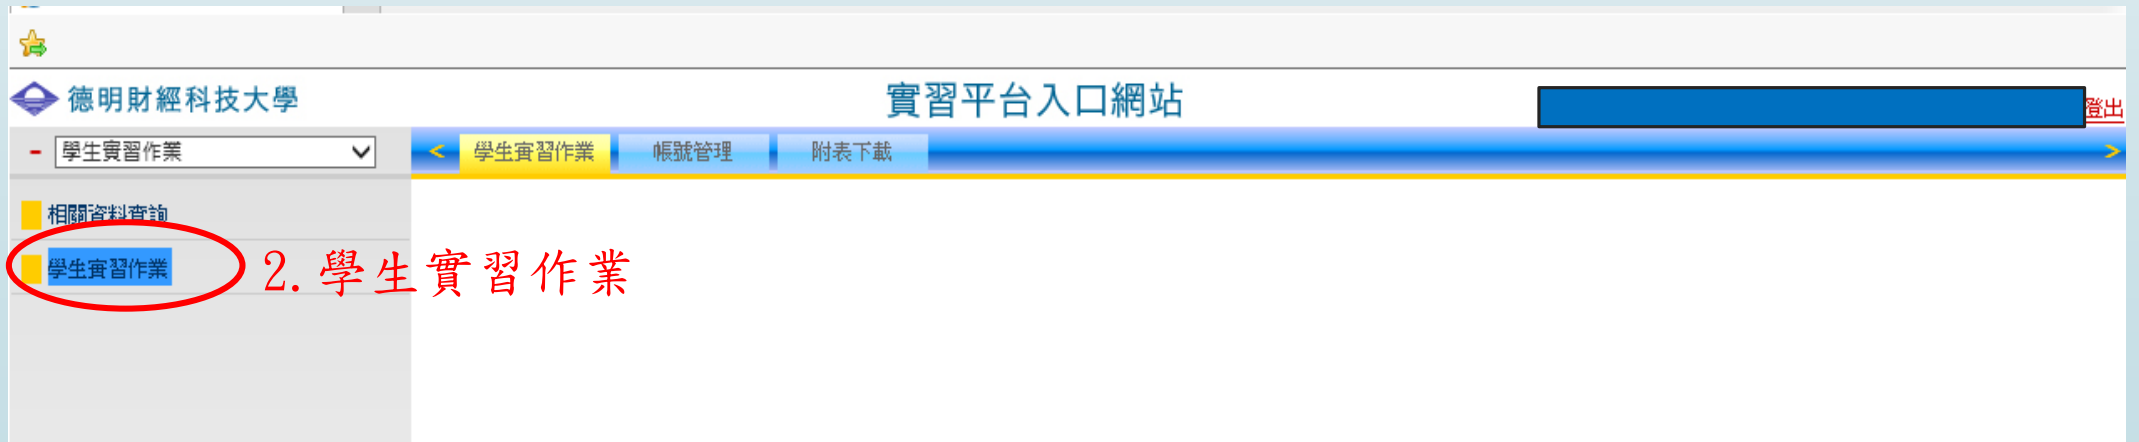 德明財經科技大學
實習平台入口網站
登出
- 學生實習作業
< 學生實習作業 帳號管理 附表下載 >
相關資料查詢
學生實習作業
2.學生實習作業